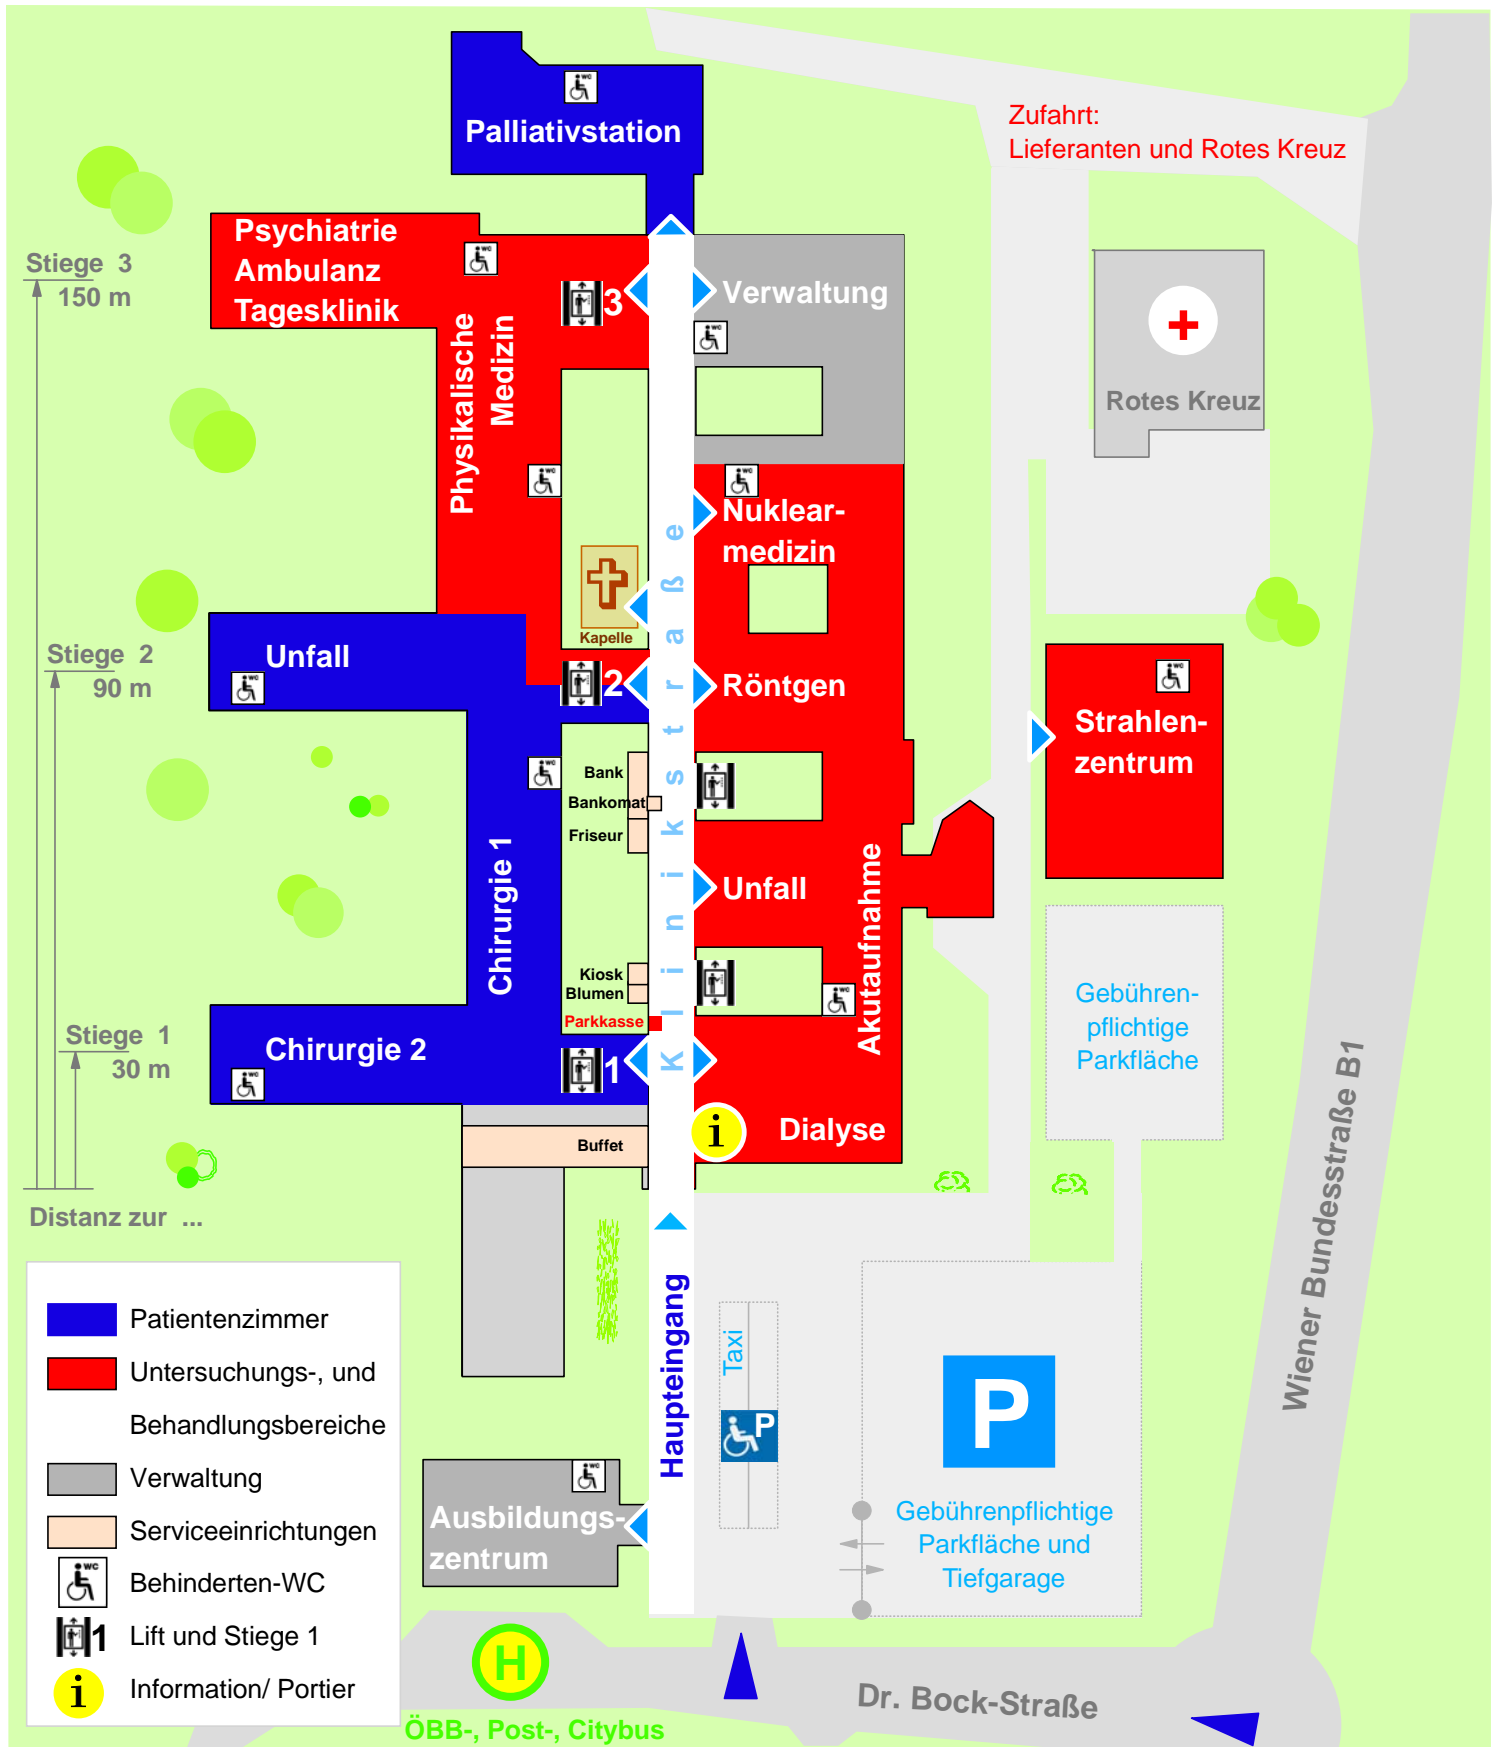 Palliativstation
Zufahrt:
Lieferanten und Rotes Kreuz
Psychiatrie
Ambulanz
Tagesklinik
Stiege 3
150 m
3
Verwaltung
Physikalische
Medizin
Rotes Kreuz
Nuklear-
medizin
Kapelle
Stiege 2
90 m
Unfall
2
Röntgen
Strahlen-
zentrum
Bank
Bankomat
Friseur
Klinikstraße
Chirurgie 1
Unfall
Akutaufnahme
Kiosk
Blumen
Parkkasse
Gebühren-
pflichtige
Parkfläche
Stiege 1
30 m
Chirurgie 2
1
i
Dialyse
Buffet
Distanz zur ...
Wiener Bundesstraße B1
Haupteingang
Taxi
P
P
Gebührenpflichtige
Parkfläche und
Tiefgarage
Ausbildungs-
zentrum
Patientenzimmer
Untersuchungs-, und
Behandlungsbereiche
Verwaltung
Serviceeinrichtungen
WC
Behinderten-WC
1
Lift und Stiege 1
i
Information/ Portier
H
ÖBB-, Post-, Citybus
Dr. Bock-Straße